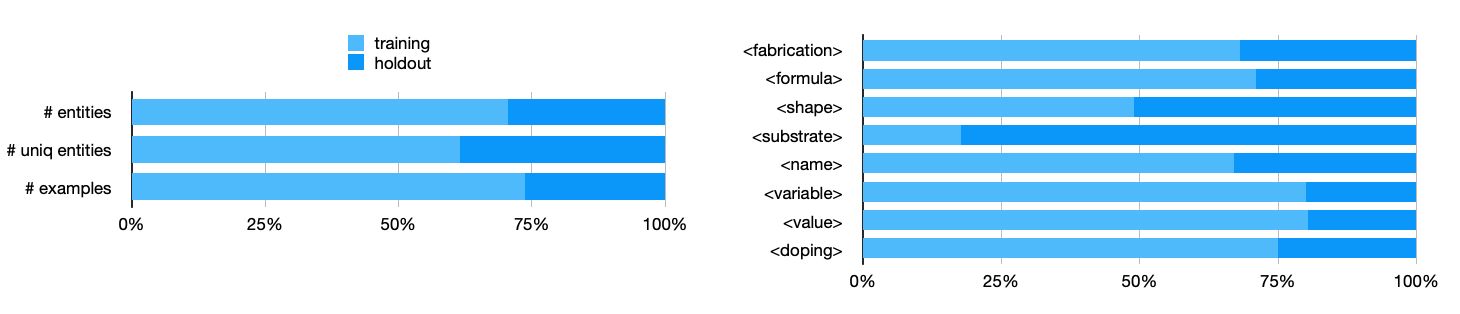 training
holdout
# entities
# uniq entities
# examples
0% 25% 50% 75% 100%
<fabrication>
<formula>
<shape>
<substrate>
<name>
<variable>
<value>
<doping>
0% 25% 50% 75% 100%